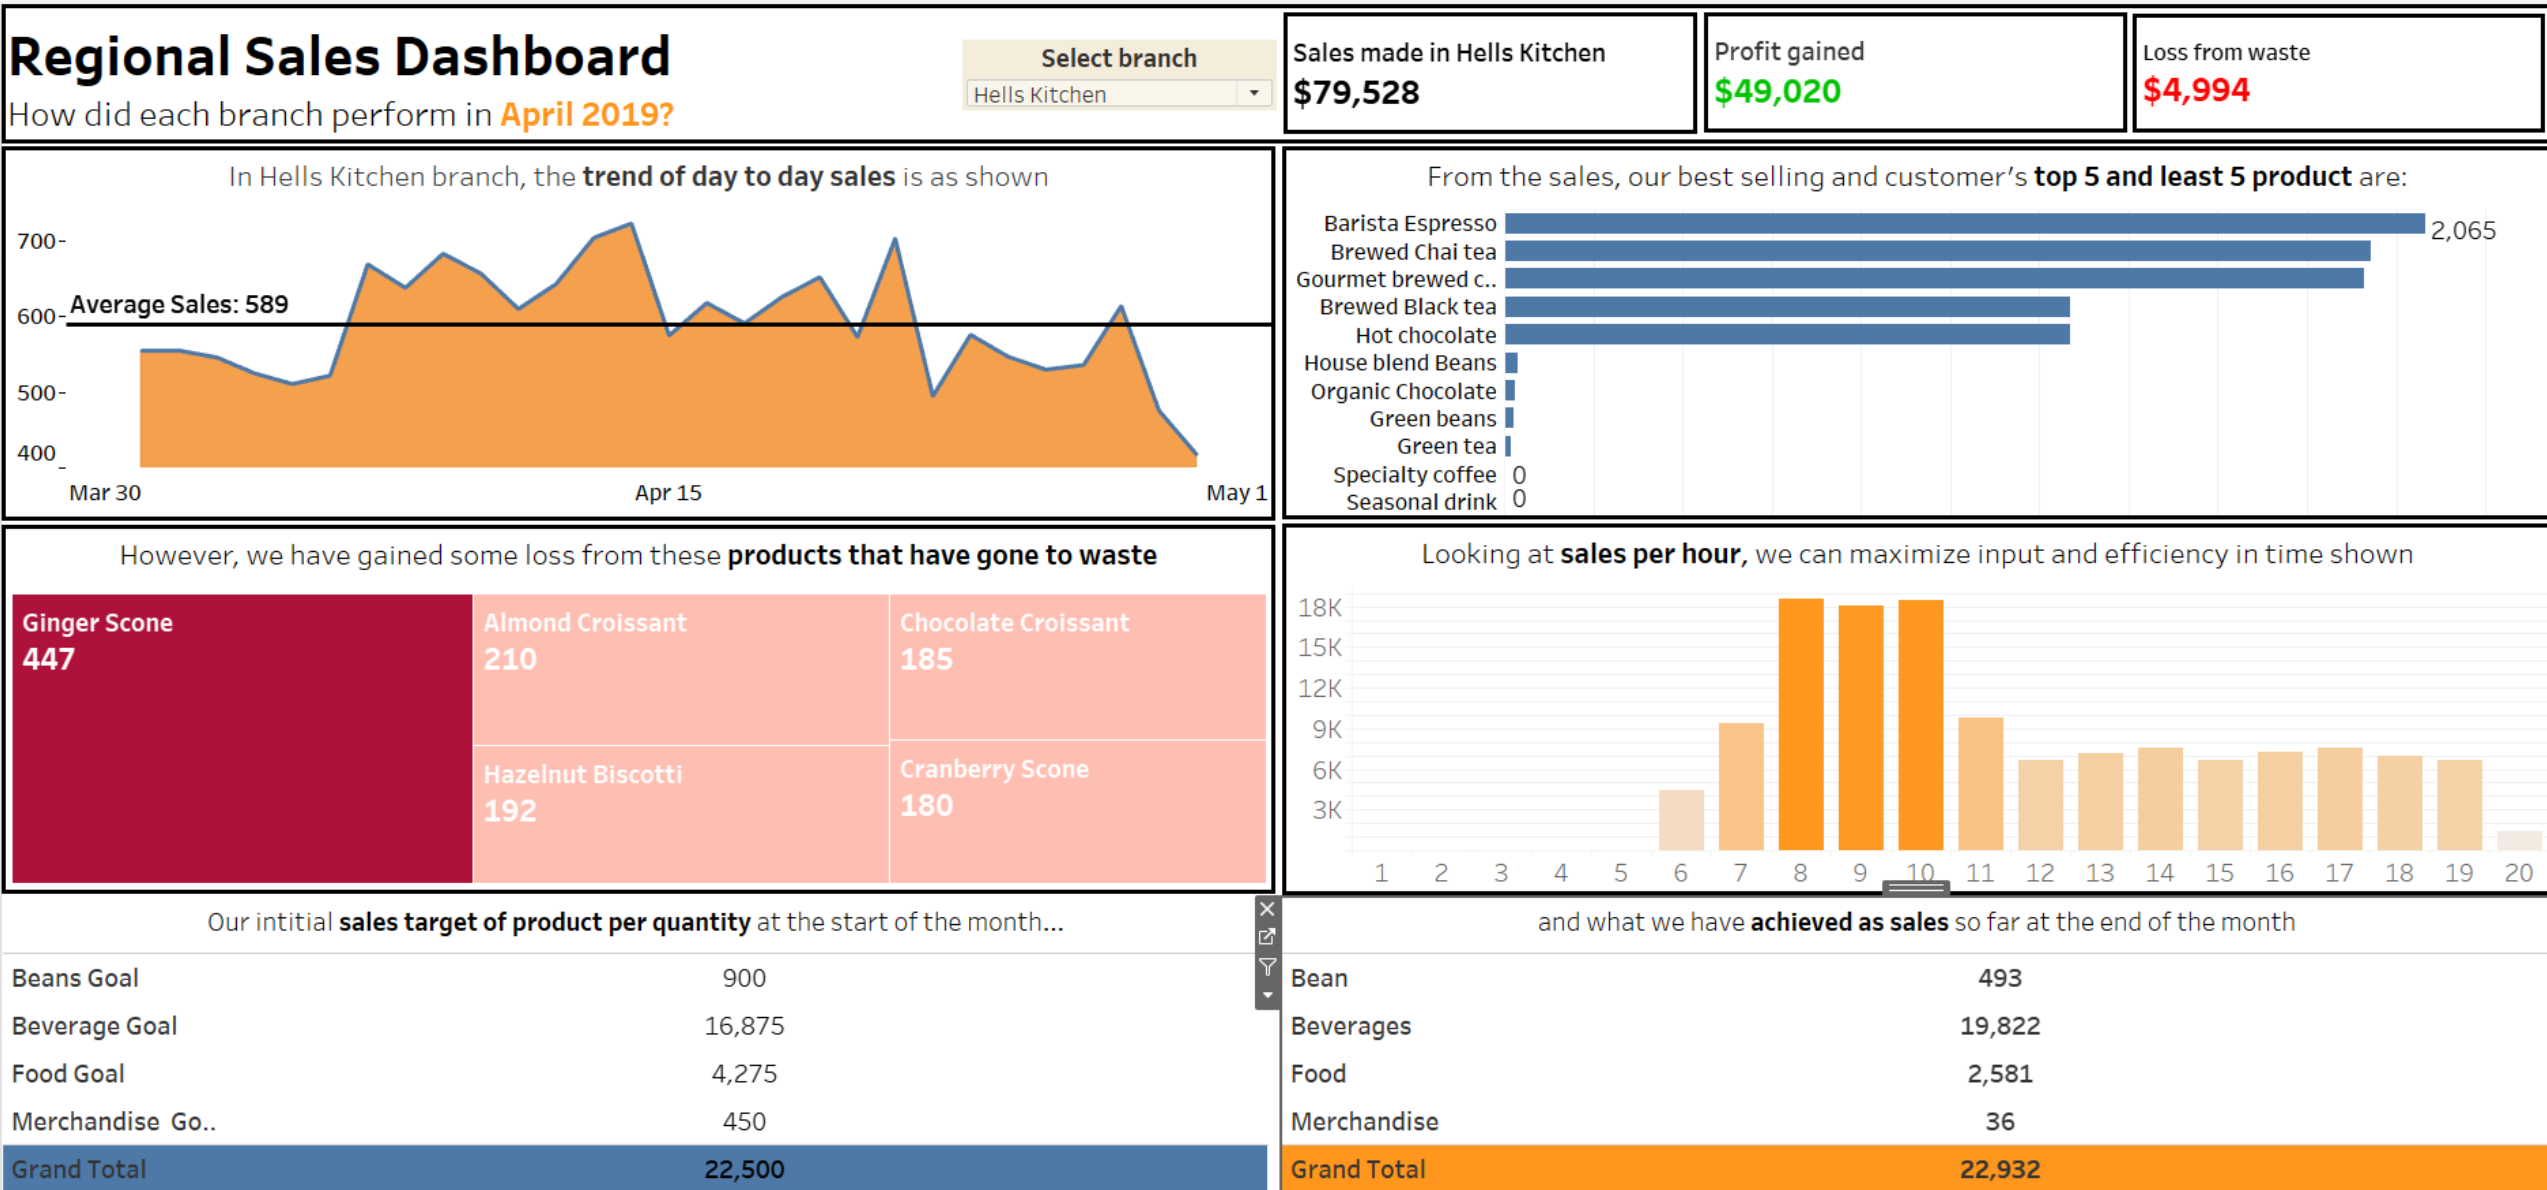 Regional Sales Dashboard
How did each branch perform in April 2019?
Select branch
Hells Kitchen
Sales made in Hells Kitchen
$79,528
Profit gained
$49,020
Loss from waste
$4,994
In Hells Kitchen branch, the trend of day to day sales is as shown
700
Average Sales: 589
600
500
400
Mar 30 Apr 15 May 1
From the sales, our best selling and customer's top 5 and least 5 product are:
Barista Espresso 2,065
Brewed Chai tea
Gourmet brewed c..
Brewed Black tea
Hot chocolate
House blend Beans
Organic Chocolate
Green beans
Green tea
Specialty coffee 0
Seasonal drink 0
However, we have gained some loss from these products that have gone to waste
Ginger Scone
447
Almond Croissant
210
Chocolate Croissant
185
Hazelnut Biscotti
192
Cranberry Scone
180
Looking at sales per hour, we can maximize input and efficiency in time shown
18K
15K
12K
9K
6K
3K
1 2 3 4 5 6 7 8 9 10 11 12 13 14 15 16 17 18 19 20
Our intitial sales target of product per quantity at the start of the month...
Beans Goal 900
Beverage Goal 16,875
Food Goal 4,275
Merchandise Go.. 450
Grand Total 22,500
and what we have achieved as sales so far at the end of the month
Bean 493
Beverages 19,822
Food 2,581
Merchandise 36
Grand Total 22,932